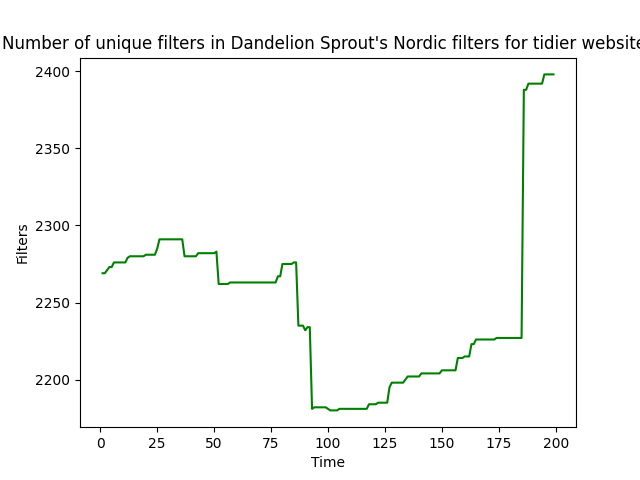 Number of unique filters in Dandelion Sprout's Nordic filters for tidier website
2400
2350
2300
2250
2200
Filters
0 25 50 75 100 125 150 175 200
Time